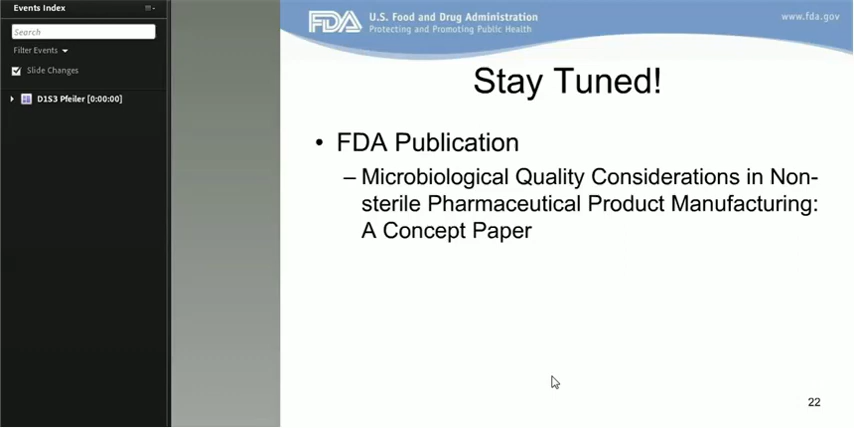 Events Index
Search
Filter Events
Slide Changes
D1S3 Pfeiler [0:00:00]
FDA
U.S. Food and Drug Administration
Protecting and Promoting Public Health
www.fda.gov
Stay Tuned!
• FDA Publication
– Microbiological Quality Considerations in Non-
sterile Pharmaceutical Product Manufacturing:
A Concept Paper
22